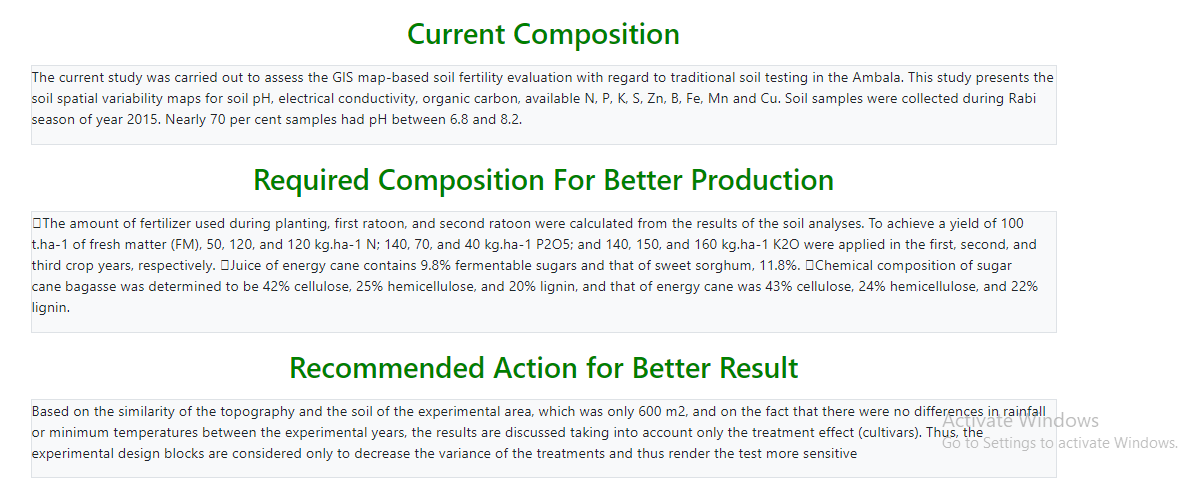 Current Composition
The current study was carried out to assess the GIS map-based soil fertility evaluation with regard to traditional soil testing in the Ambala. This study presents the
soil spatial variability maps for soil pH, electrical conductivity, organic carbon, available N, P, K, S, Zn, B, Fe, Mn and Cu. Soil samples were collected during Rabi
season of year 2015. Nearly 70 per cent samples had pH between 6.8 and 8.2.
Required Composition For Better Production
The amount of fertilizer used during planting, first ratoon, and second ratoon were calculated from the results of the soil analyses. To achieve a yield of 100
t.ha-1 of fresh matter (FM), 50, 120, and 120 kg.ha-1 N; 140, 70, and 40 kg.ha-1 P2O5; and 140, 150, and 160 kg.ha-1 K2O were applied in the first, second, and
third crop years, respectively. Juice of energy cane contains 9.8% fermentable sugars and that of sweet sorghum, 11.8%. Chemical composition of sugar
cane bagasse was determined to be 42% cellulose, 25% hemicellulose, and 20% lignin, and that of energy cane was 43% cellulose, 24% hemicellulose, and 22%
lignin.
Recommended Action for Better Result
Based on the similarity of the topography and the soil of the experimental area, which was only 600 m2, and on the fact that there were no differences in rainfall
or minimum temperatures between the experimental years, the results are discussed taking into account only the treatment effect (cultivars). Thus, the
experimental design blocks are considered only to decrease the variance of the treatments and thus render the test more sensitive
Activate Windows
Go to Settings to activate Windows.